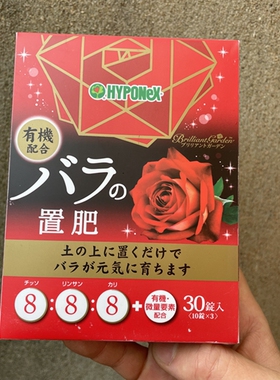 HYPONeX
有機
配合
Brilliant Garden
ブリリアントガーデン
バラの
置肥
土の上に置くだけで
バラが元気に育ちます
チッソ リンサン カリ
8:8:8+有機・微量要素配合
30錠入
〈10錠×3〉